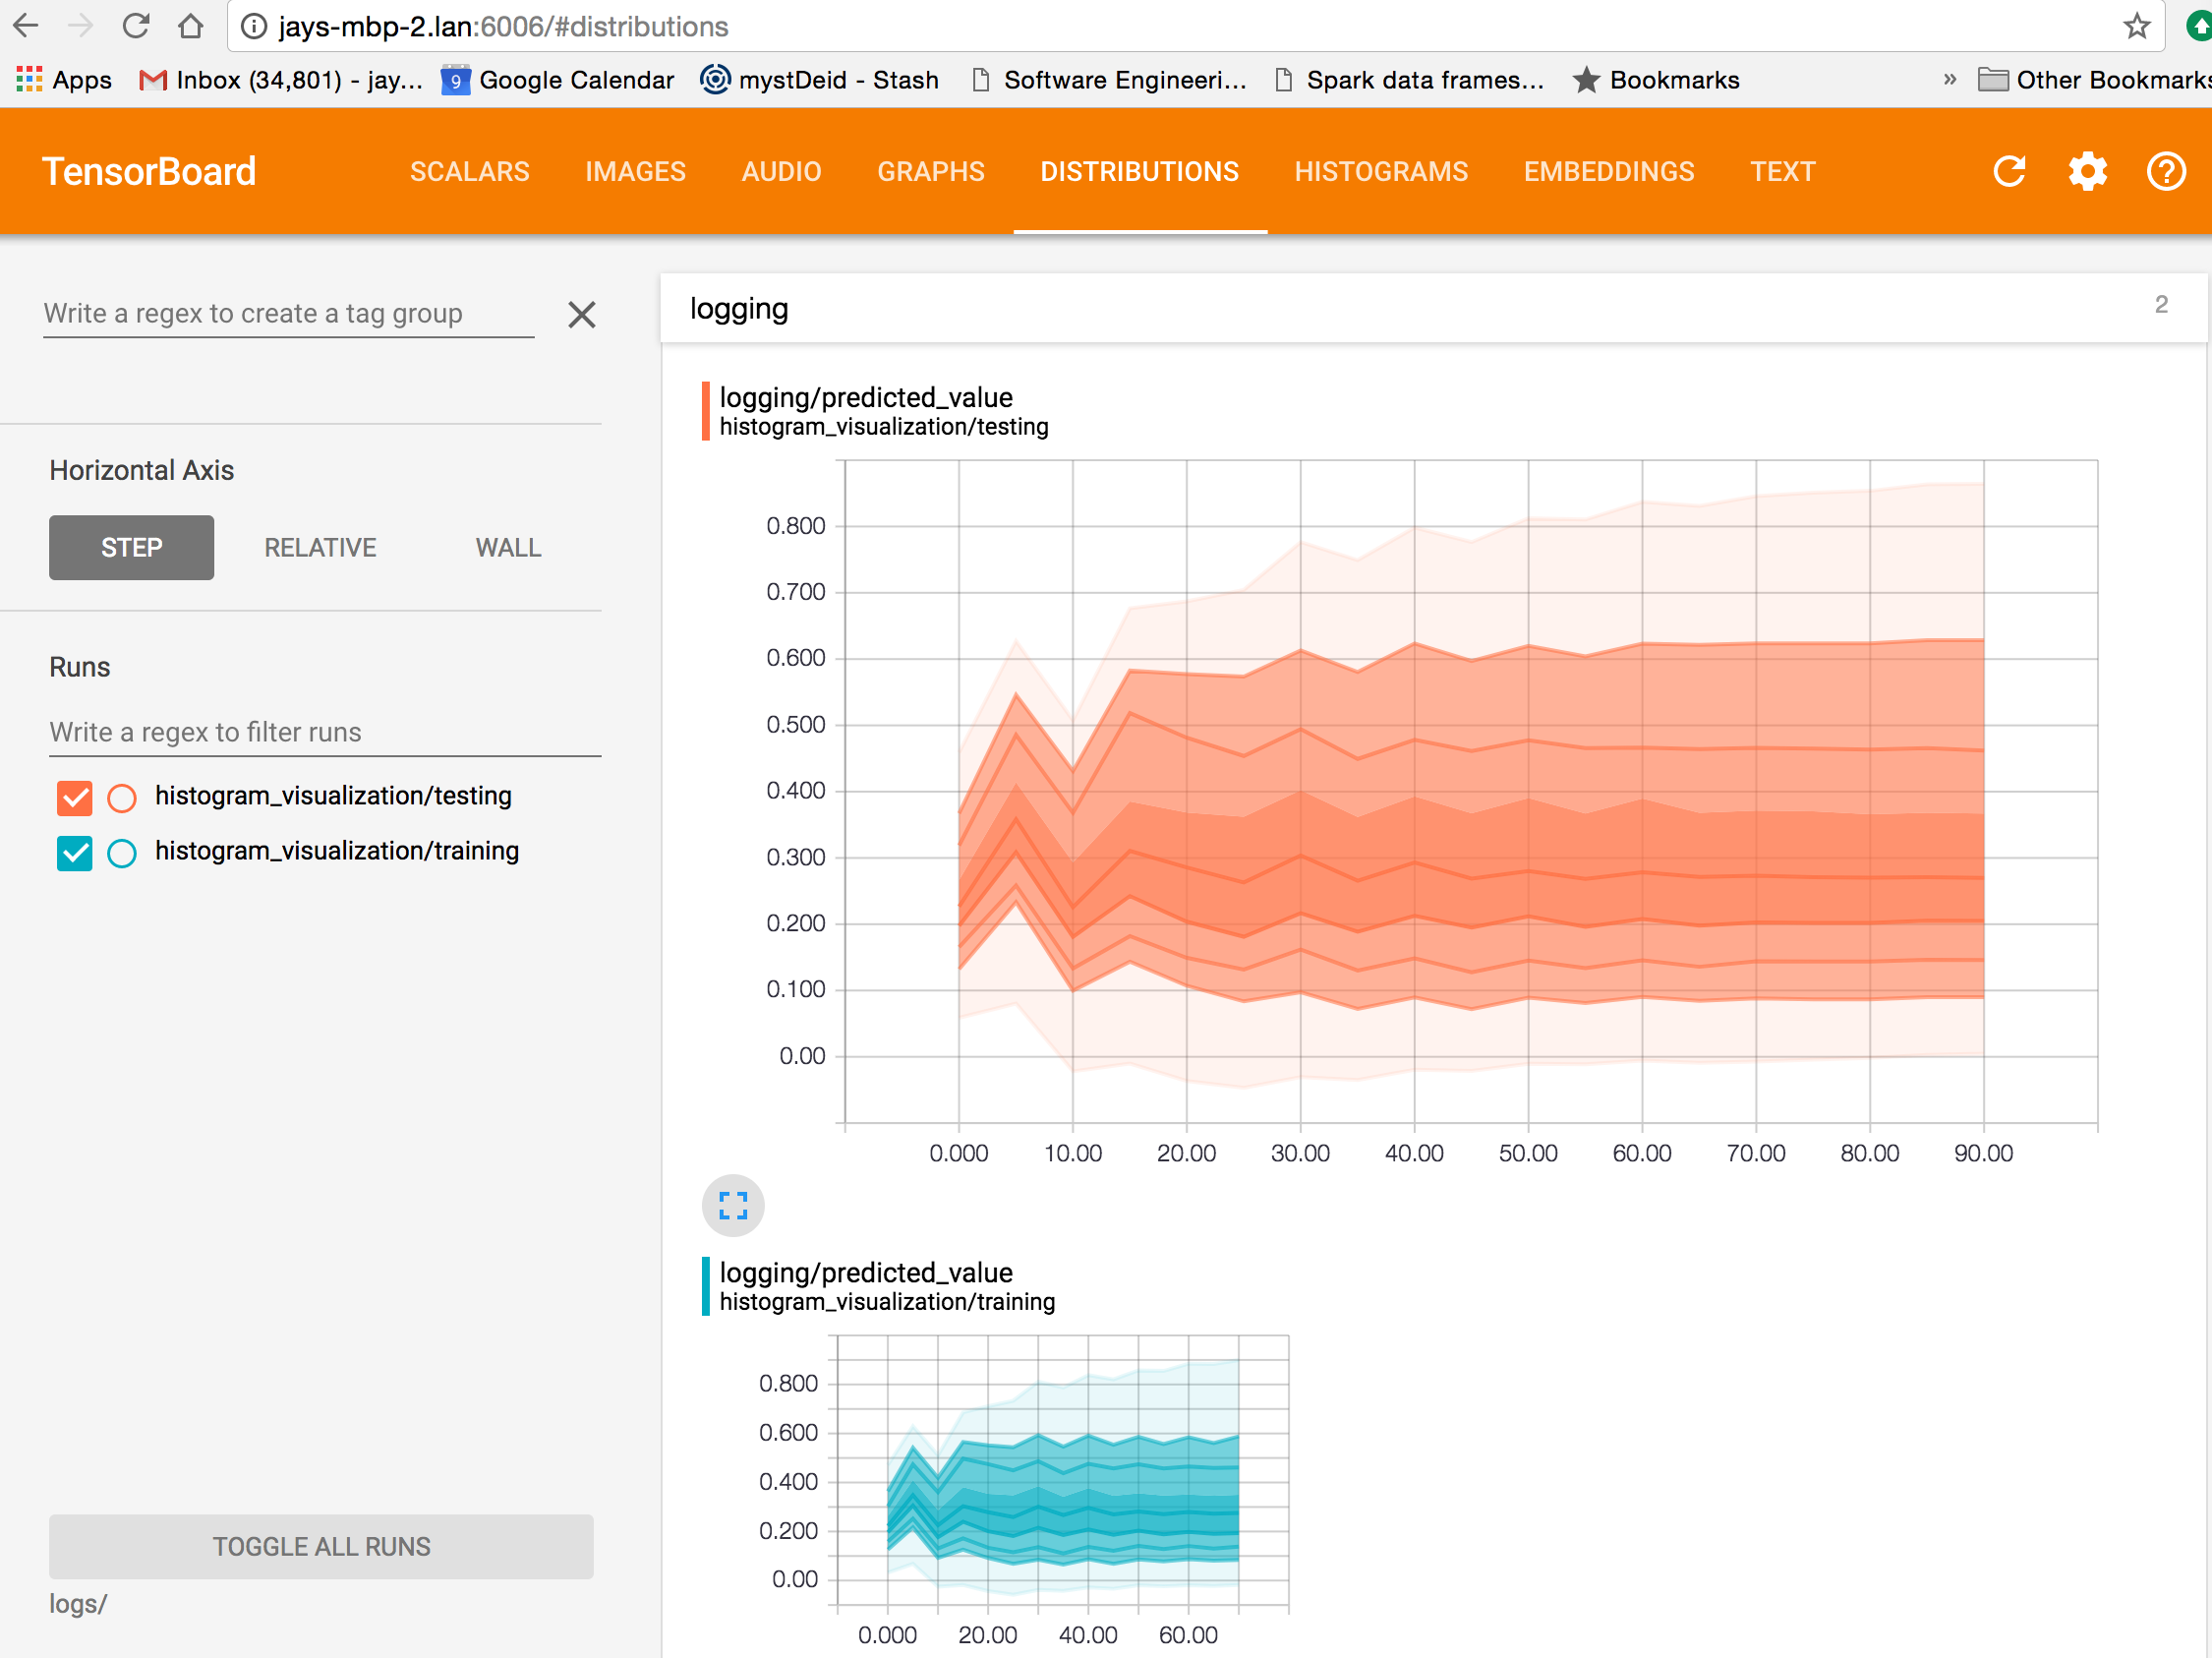 jays-mbp-2.lan:6006/#distributions
Apps Inbox (34,801) - jay... 9 Google Calendar mystDeid - Stash Software Engineeri... Spark data frames... Bookmarks » Other Bookmarks
TensorBoard SCALARS IMAGES AUDIO GRAPHS DISTRIBUTIONS HISTOGRAMS EMBEDDINGS TEXT
Write a regex to create a tag group
Horizontal Axis
STEP RELATIVE WALL
Runs
Write a regex to filter runs
histogram_visualization/testing
histogram_visualization/training
TOGGLE ALL RUNS
logs/
logging 2
logging/predicted_value
histogram_visualization/testing
0.800
0.700
0.600
0.500
0.400
0.300
0.200
0.100
0.00
0.000 10.00 20.00 30.00 40.00 50.00 60.00 70.00 80.00 90.00
logging/predicted_value
histogram_visualization/training
0.800
0.600
0.400
0.200
0.00
0.000 20.00 40.00 60.00